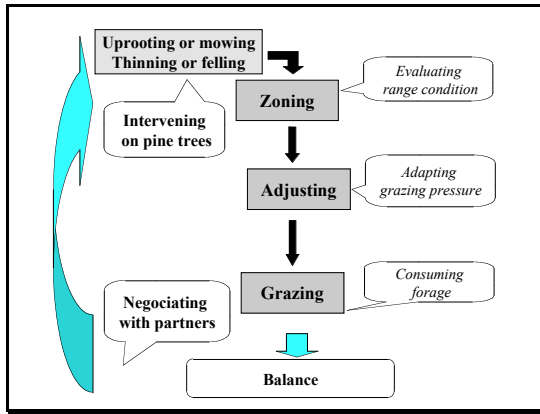 Uprooting or mowing
Thinning or felling
Evaluating
range condition
Zoning
Intervening
on pine trees
Adjusting
Adapting
grazing pressure
Grazing
Consuming
forage
Negotiating
with partners
Balance